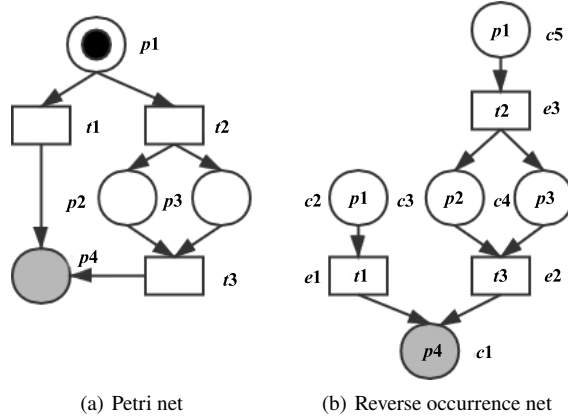 p1
t1
t2
p2
p3
p4
t3
(a) Petri net
p1
c5
t2
e3
c2
p1
c3
p2
c4
p3
e1
t1
t3
e2
p4
c1
(b) Reverse occurrence net